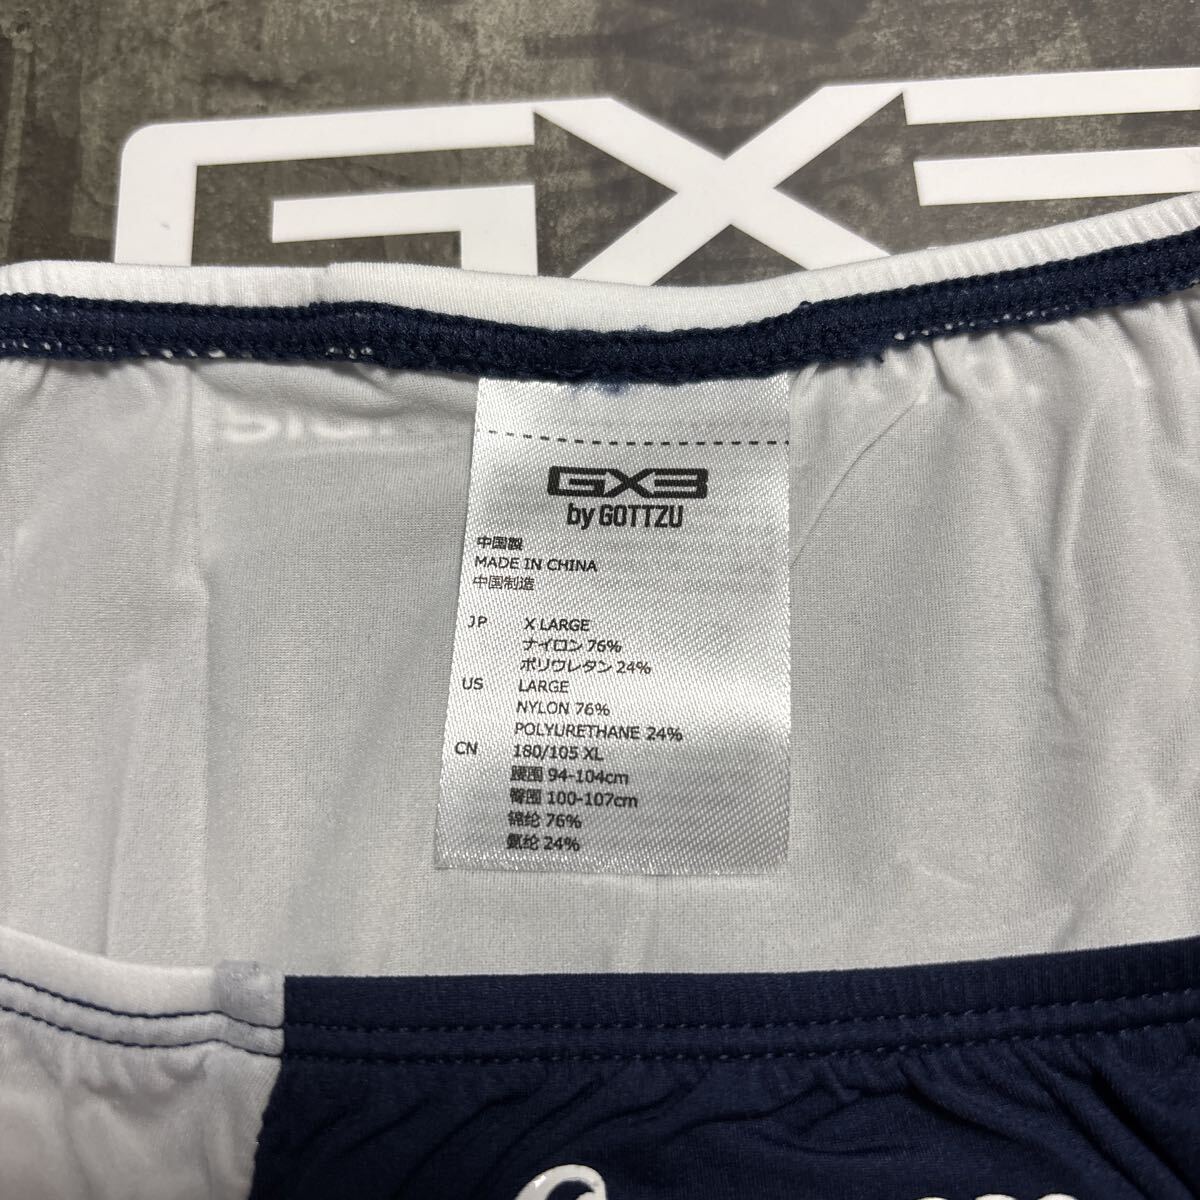 GX3
GX3
by GOTTZU
中国製
MADE IN CHINA
中国制造
JP X LARGE
ナイロン 76%
ポリウレタン 24%
US LARGE
NYLON 76%
POLYURETHANE 24%
CN 180/105 XL
腰围 94-104cm
臀围 100-107cm
锦纶 76%
氨纶 24%